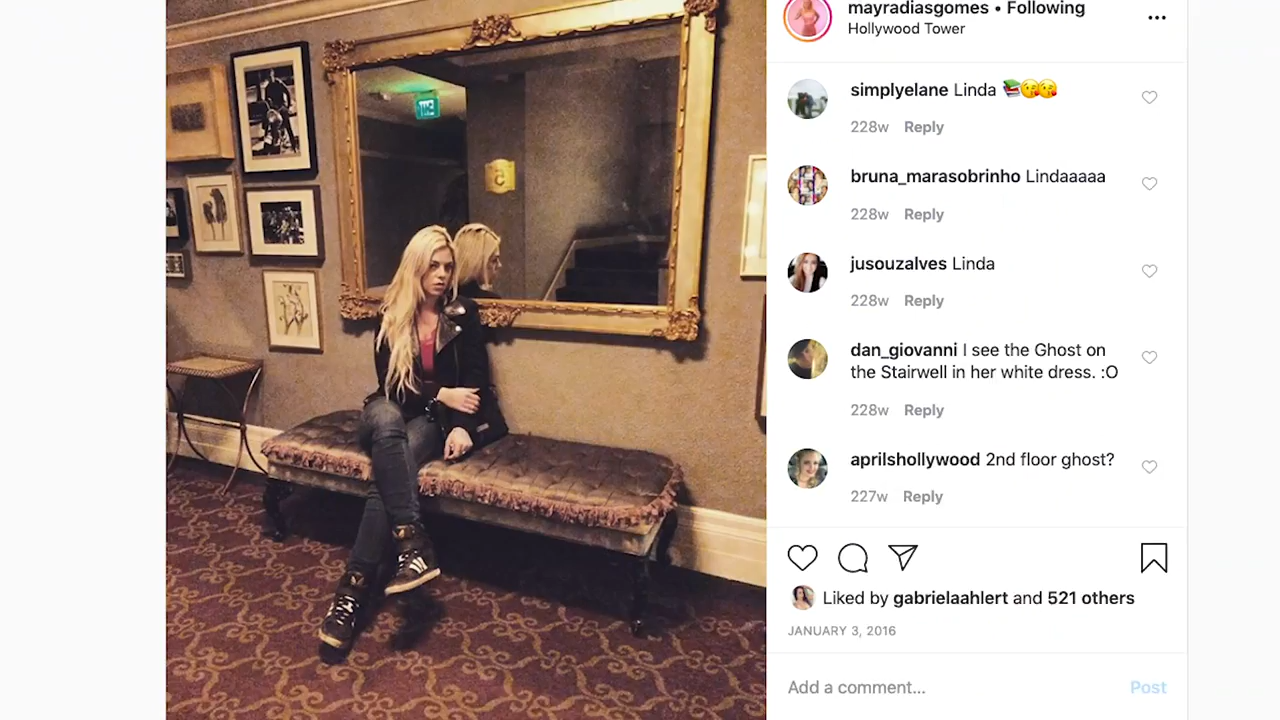 mayradiasgomes • Following
Hollywood Tower
simplyelane Linda 📚😘😘
228w Reply
bruna_marasobrinho Lindaaaaa
228w Reply
jusouzalves Linda
228w Reply
dan_giovanni I see the Ghost on
the Stairwell in her white dress. :O
228w Reply
aprilshollywood 2nd floor ghost?
227w Reply
Liked by gabrielaahlert and 521 others
JANUARY 3, 2016
Add a comment... Post